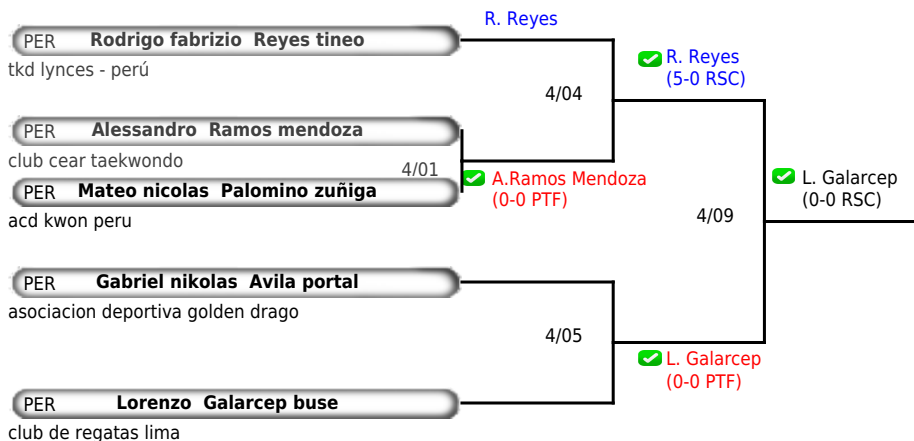 R. Reyes
PER Rodrigo fabrizio Reyes tineo
tkd lynces - perú
R. Reyes
(5-0 RSC)
4/04
PER Alessandro Ramos mendoza
club cear taekwondo
4/01
A.Ramos Mendoza
(0-0 PTF)
PER Mateo nicolas Palomino zuñiga
acd kwon peru
L. Galarcep
(0-0 RSC)
4/09
PER Gabriel nikolas Avila portal
asociacion deportiva golden drago
4/05
L. Galarcep
(0-0 PTF)
PER Lorenzo Galarcep buse
club de regatas lima